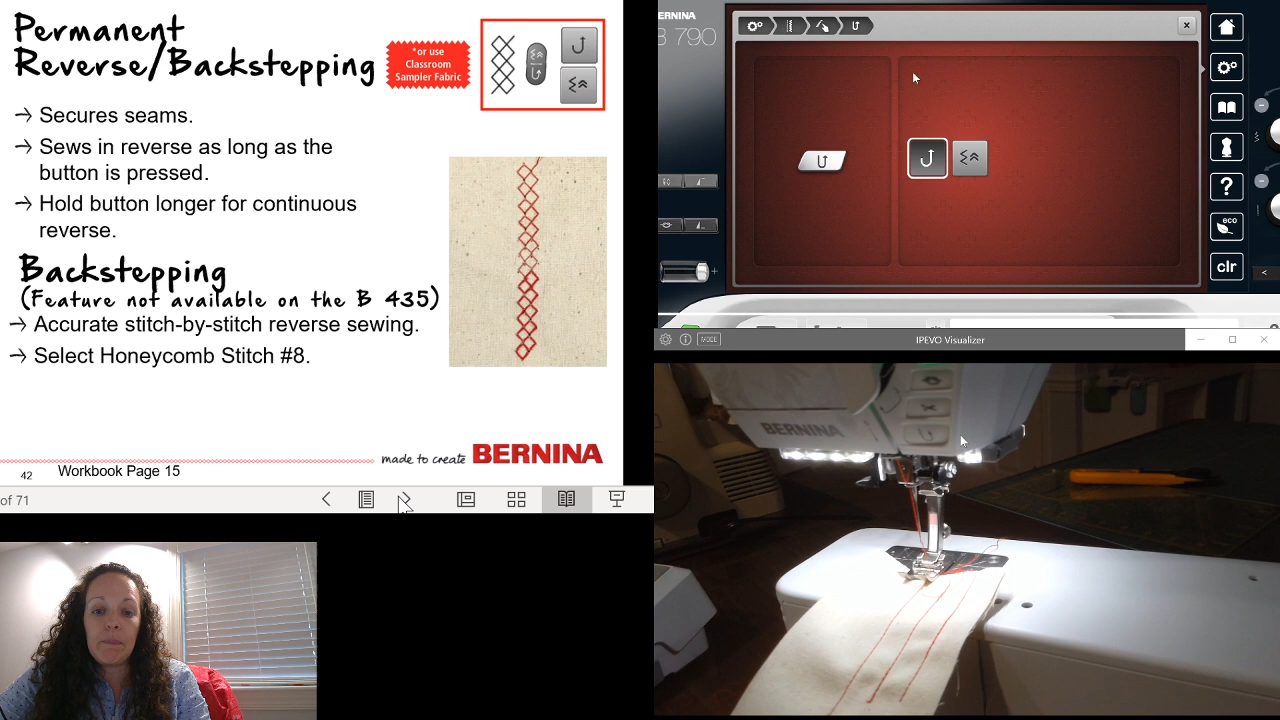 Permanent
Reverse/Backstepping
*or use
Classroom
Sampler Fabric
→ Secures seams.
→ Sews in reverse as long as the
button is pressed.
→ Hold button longer for continuous
reverse.
Backstepping
(Feature not available on the B 435)
→ Accurate stitch-by-stitch reverse sewing.
→ Select Honeycomb Stitch #8.
made to create BERNINA
42 Workbook Page 15
of 71
ERNINA
790
?
eco
clr
MODE
IPEVO Visualizer
BERNINA